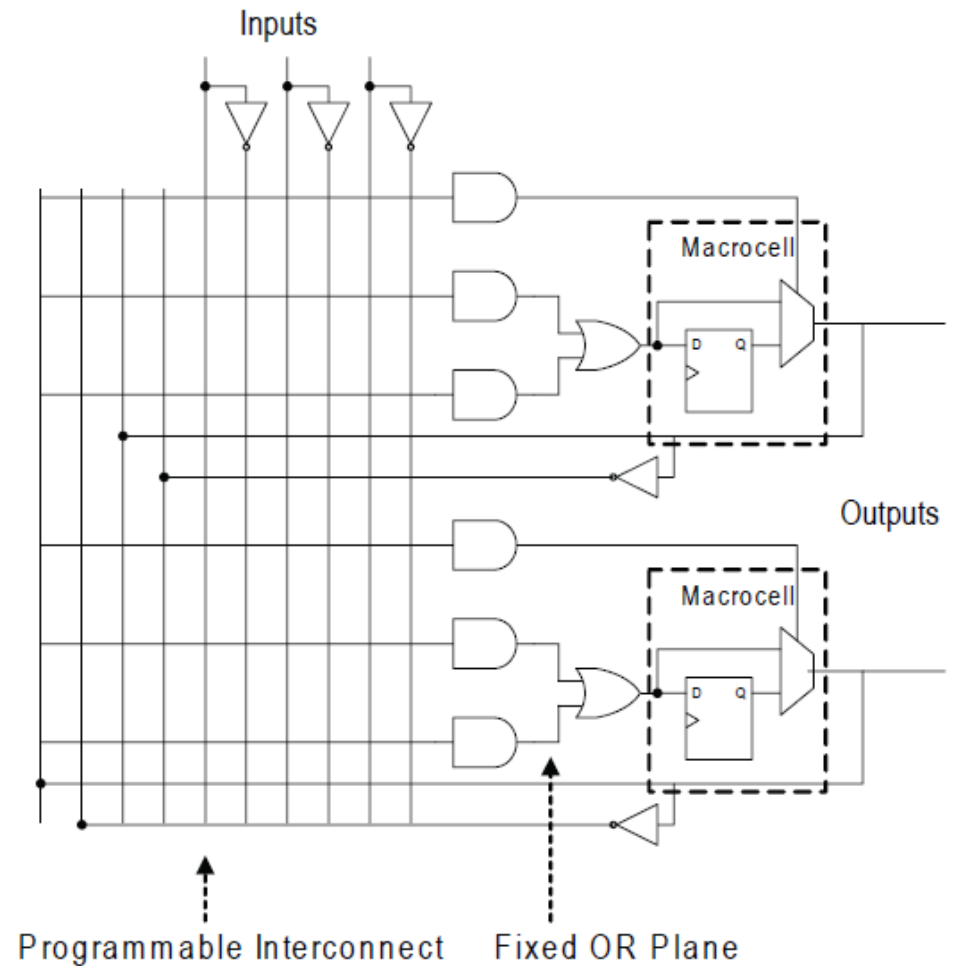 Inputs
Macrocell
D Q
Outputs
Macrocell
D Q
Programmable Interconnect Fixed OR Plane